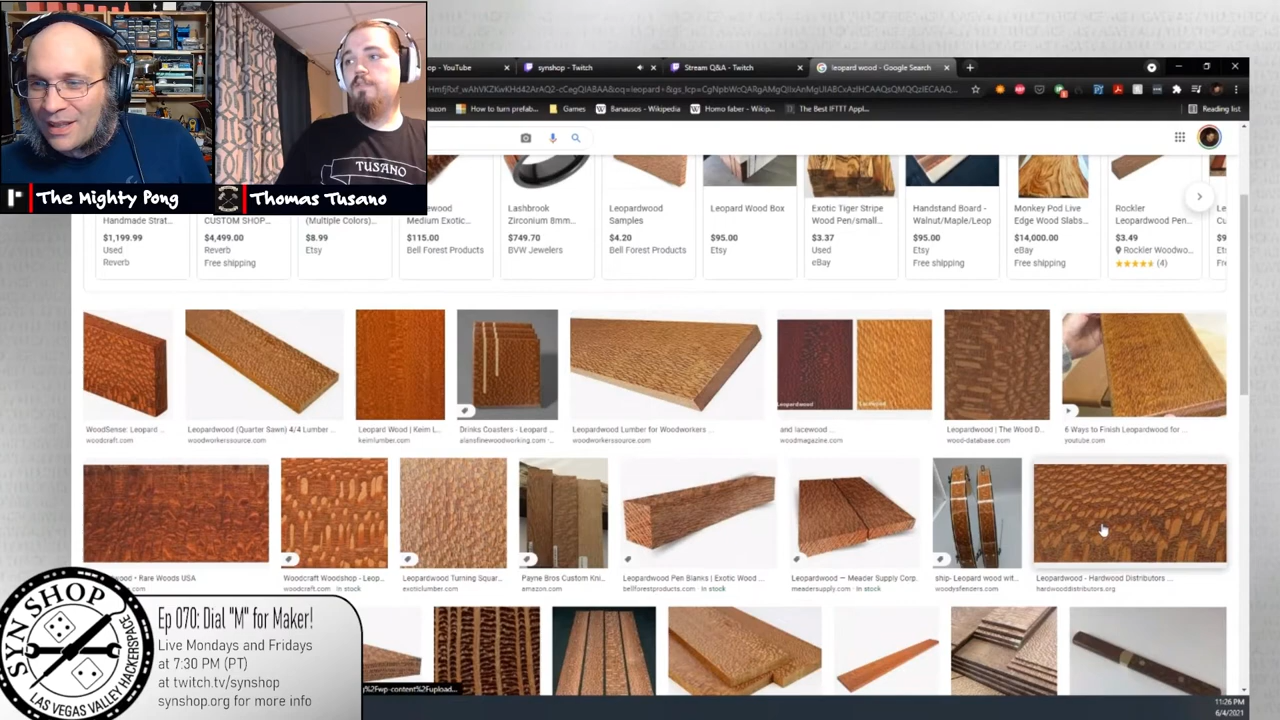 The Mighty Pong
Thomas Tusano
TUSANO
op - YouTube
synshop - Twitch
Stream Q&A - Twitch
leopard wood - Google Search
How to turn prefab...
Games
Banausos - Wikipedia
Homo faber - Wikip...
The Best IFTTT Appl...
Reading list
Handmade Strat...
$1,199.99
Used
Reverb
CUSTOM SHOP...
$4,499.00
Reverb
Free shipping
(Multiple Colors)...
$8.99
Etsy
Medium Exotic...
$115.00
Bell Forest Products
Lashbrook
Zirconium 8mm...
$749.70
BVW Jewelers
Leopardwood
Samples
$4.20
Bell Forest Products
Leopard Wood Box
$95.00
Etsy
Exotic Tiger Stripe
Wood Pen/small...
$3.37
Used
eBay
Handstand Board -
Walnut/Maple/Leop
$95.00
Etsy
Free shipping
Monkey Pod Live
Edge Wood Slabs...
$14,000.00
eBay
Free shipping
Rockler
Leopardwood Pen...
$3.49
Rockler Woodwo...
(4)
WoodSense: Leopard ...
woodcraft.com
Leopardwood (Quarter Sawn) 4/4 Lumber ...
woodworkerssource.com
Leopard Wood | Keim L...
keimlumber.com
Drinks Coasters - Leopard ...
alansfinewoodworking.com ·...
Leopardwood Lumber for Woodworkers ...
woodworkerssource.com
Leopardwood
and lacewood ...
woodmagazine.com
Leopardwood | The Wood D...
wood-database.com
6 Ways to Finish Leopardwood for ...
youtube.com
wood • Rare Woods USA
Woodcraft Woodshop - Leop...
woodcraft.com · In stock
Leopardwood Turning Squar...
exoticlumber.com
Payne Bros Custom Kni...
amazon.com
Leopardwood Pen Blanks | Exotic Wood ...
bellforestproducts.com · In stock
Leopardwood — Meader Supply Corp.
meadersupply.com · In stock
ship- Leopard wood wit...
woodysfenders.com
Leopardwood - Hardwood Distributors ...
hardwooddistributors.org
SYN SHOP
LAS VEGAS VALLEY HACKERSPACE
Ep 070: Dial "M" for Maker!
Live Mondays and Fridays
at 7:30 PM (PT)
at twitch.tv/synshop
synshop.org for more info
11:26 PM
6/4/2021